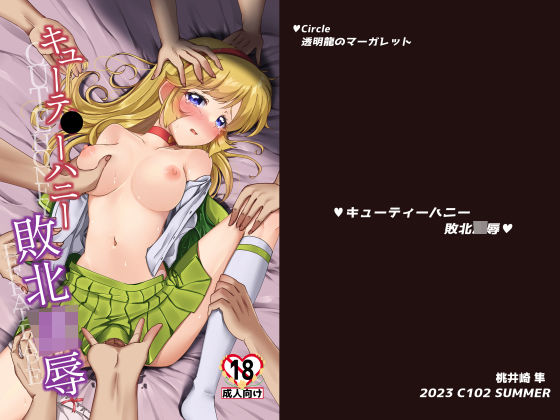 キューテ●ーハニー
敗北 辱
18
成人向け
♥Circle
透明龍のマーガレット
♥キューティーハニー
敗北 辱♥
桃井崎 隼
2023 C102 SUMMER